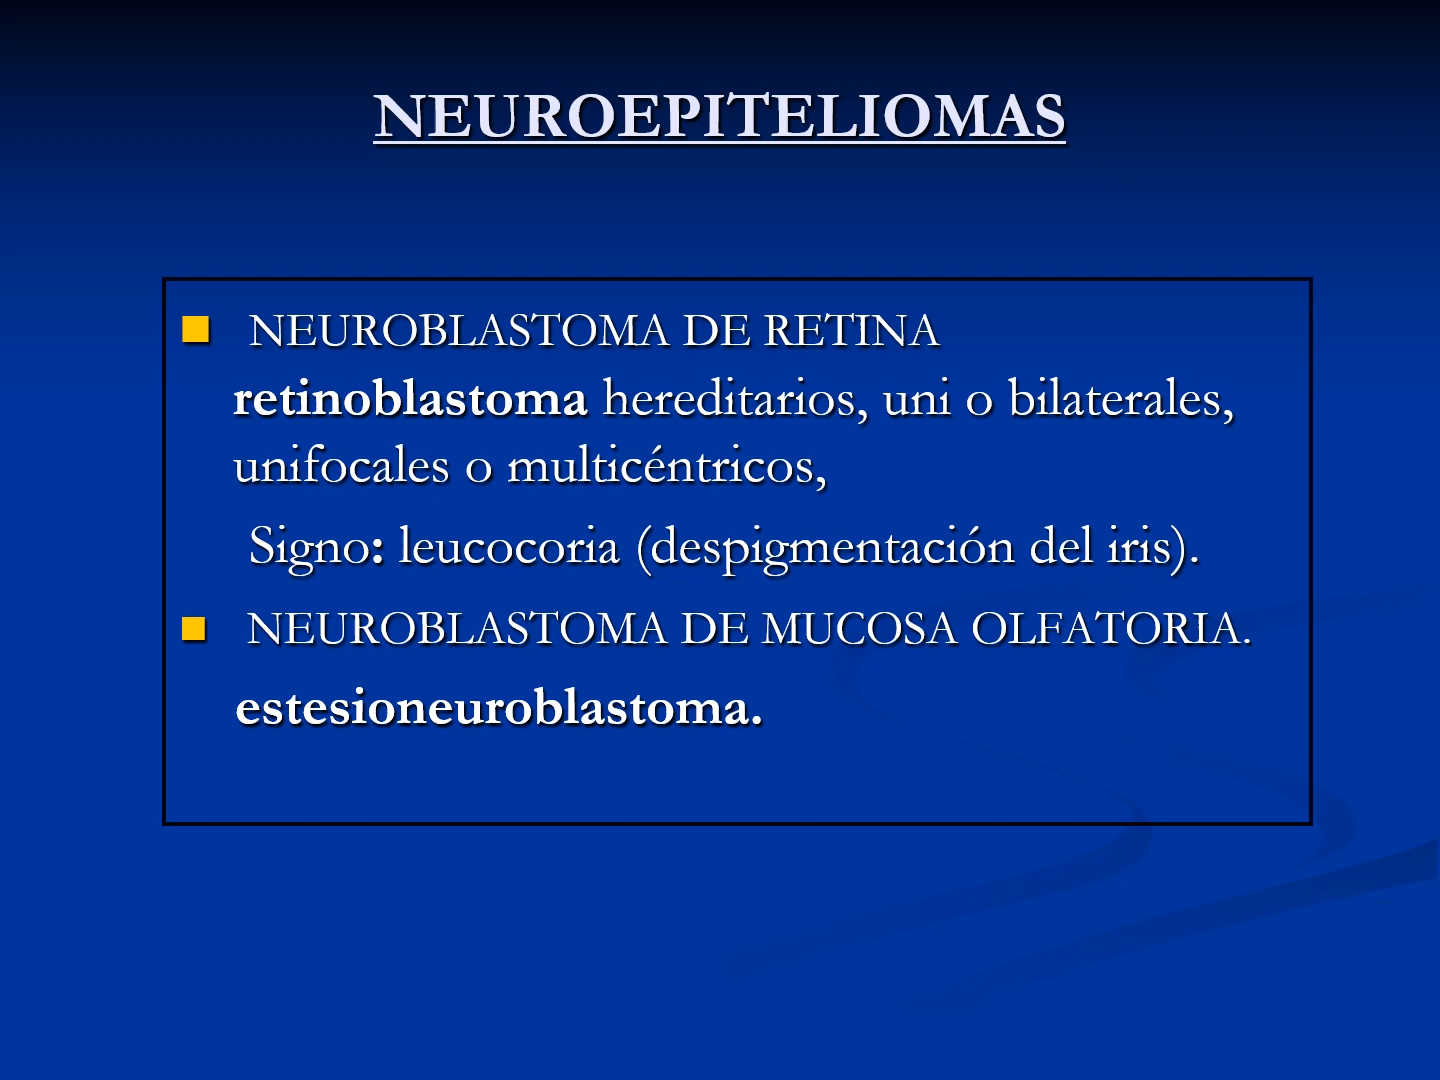 NEUROEPITELIOMAS
NEUROBLASTOMA DE RETINA
retinoblastoma hereditarios, uni o bilaterales,
unifocales o multicéntricos,
Signo: leucocoria (despigmentación del iris).
NEUROBLASTOMA DE MUCOSA OLFATORIA.
estesioneuroblastoma.